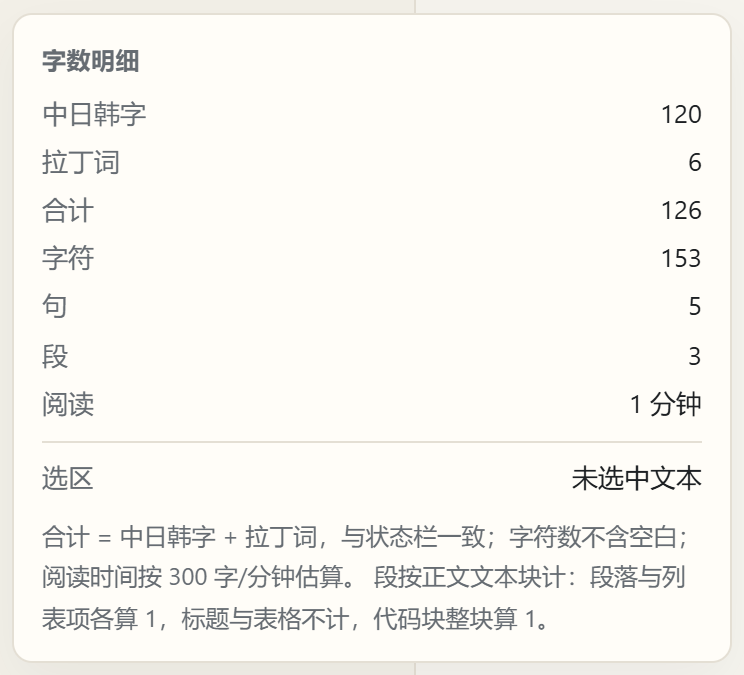 字数明细
中日韩字 120
拉丁词 6
合计 126
字符 153
句 5
段 3
阅读 1 分钟
选区 未选中文本
合计 = 中日韩字 + 拉丁词，与状态栏一致；字符数不含空白；
阅读时间按 300 字/分钟估算。 段按正文文本块计：段落与列
表项各算 1，标题与表格不计，代码块整块算 1。